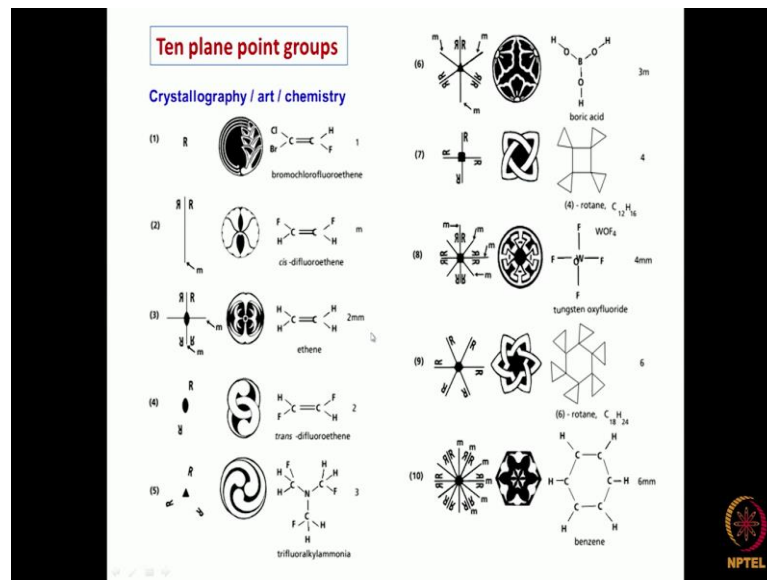 Ten plane point groups
Crystallography / art / chemistry
(1) R Cl Br C C H F 1
bromochlorofluoroethene
(2) R R m F H C C F H m
cis -difluoroethene
(3) R R R R m m H H C C H H 2mm
ethene
(4) R R H F C C F H 2
trans -difluoroethene
(5) R R R F H H C N C H H F C F H H 3
trifluoralkylammonia
(6) m m m R R R R R R H O B O H O H 3m
boric acid
(7) R R R R 4
(4) - rotane, C12H16
(8) m m m m R R R R R R R R WOF4 F F W O F F 4mm
tungsten oxyfluoride
(9) R R R R R R 6
(6) - rotane, C18H24
(10) m m m m m m R R R R R R R R R R R R H H C C H C C H C C H H 6mm
benzene
NPTEL